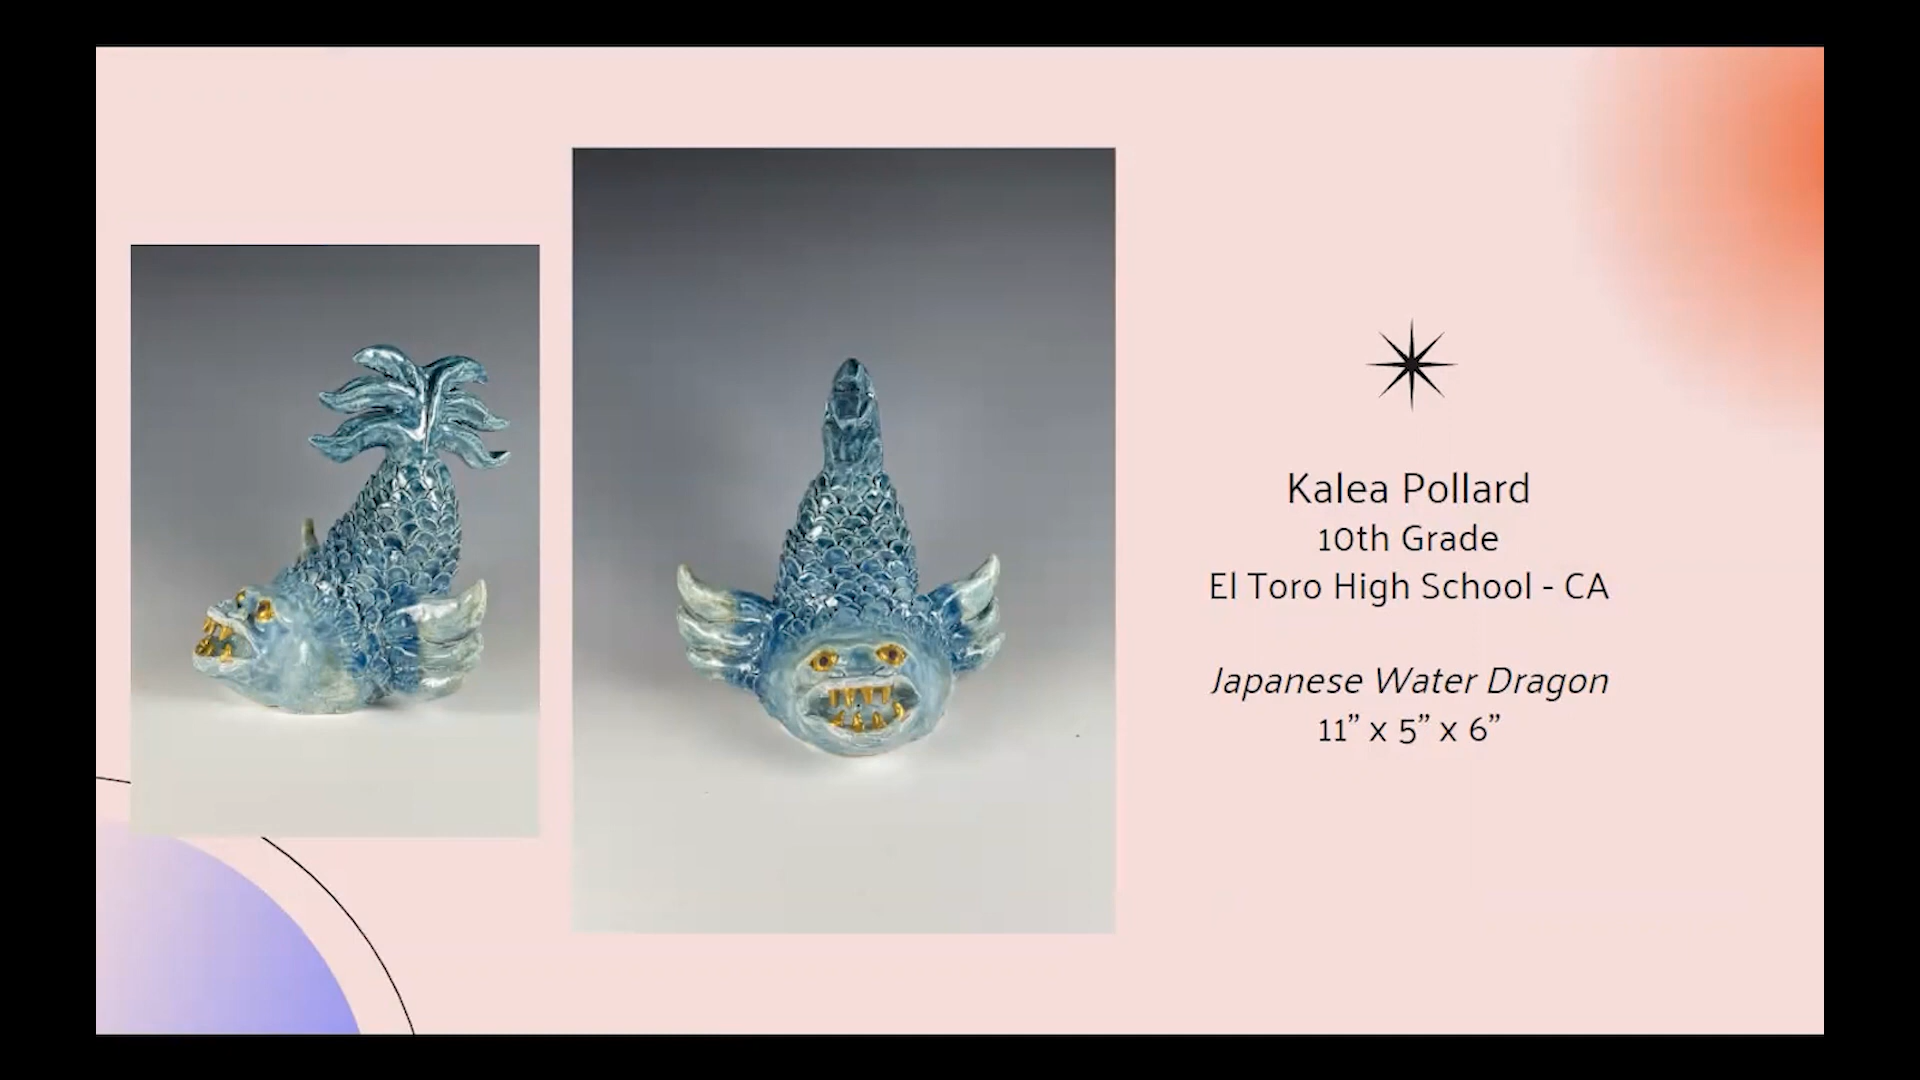 Kalea Pollard
10th Grade
El Toro High School - CA
Japanese Water Dragon
11” x 5” x 6”